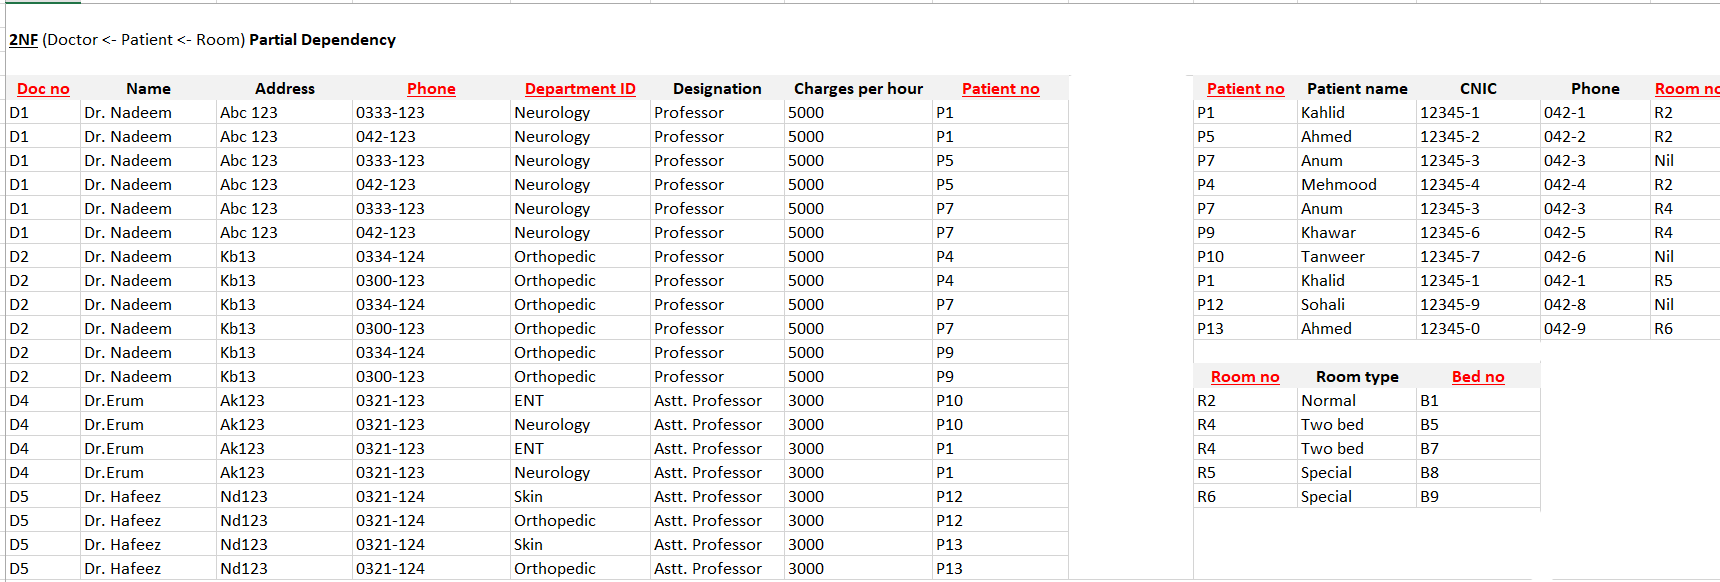 2NF (Doctor <- Patient <- Room) Partial Dependency
Doc no Name Address Phone Department ID Designation Charges per hour Patient no
D1 Dr. Nadeem Abc 123 0333-123 Neurology Professor 5000 P1
D1 Dr. Nadeem Abc 123 042-123 Neurology Professor 5000 P1
D1 Dr. Nadeem Abc 123 0333-123 Neurology Professor 5000 P5
D1 Dr. Nadeem Abc 123 042-123 Neurology Professor 5000 P5
D1 Dr. Nadeem Abc 123 0333-123 Neurology Professor 5000 P7
D1 Dr. Nadeem Abc 123 042-123 Neurology Professor 5000 P7
D2 Dr. Nadeem Kb13 0334-124 Orthopedic Professor 5000 P4
D2 Dr. Nadeem Kb13 0300-123 Orthopedic Professor 5000 P4
D2 Dr. Nadeem Kb13 0334-124 Orthopedic Professor 5000 P7
D2 Dr. Nadeem Kb13 0300-123 Orthopedic Professor 5000 P7
D2 Dr. Nadeem Kb13 0334-124 Orthopedic Professor 5000 P9
D2 Dr. Nadeem Kb13 0300-123 Orthopedic Professor 5000 P9
D4 Dr.Erum Ak123 0321-123 ENT Astt. Professor 3000 P10
D4 Dr.Erum Ak123 0321-123 Neurology Astt. Professor 3000 P10
D4 Dr.Erum Ak123 0321-123 ENT Astt. Professor 3000 P1
D4 Dr.Erum Ak123 0321-123 Neurology Astt. Professor 3000 P1
D5 Dr. Hafeez Nd123 0321-124 Skin Astt. Professor 3000 P12
D5 Dr. Hafeez Nd123 0321-124 Orthopedic Astt. Professor 3000 P12
D5 Dr. Hafeez Nd123 0321-124 Skin Astt. Professor 3000 P13
D5 Dr. Hafeez Nd123 0321-124 Orthopedic Astt. Professor 3000 P13
Patient no Patient name CNIC Phone Room no
P1 Kahlid 12345-1 042-1 R2
P5 Ahmed 12345-2 042-2 R2
P7 Anum 12345-3 042-3 Nil
P4 Mehmood 12345-4 042-4 R2
P7 Anum 12345-3 042-3 R4
P9 Khawar 12345-6 042-5 R4
P10 Tanweer 12345-7 042-6 Nil
P1 Khalid 12345-1 042-1 R5
P12 Sohali 12345-9 042-8 Nil
P13 Ahmed 12345-0 042-9 R6
Room no Room type Bed no
R2 Normal B1
R4 Two bed B5
R4 Two bed B7
R5 Special B8
R6 Special B9